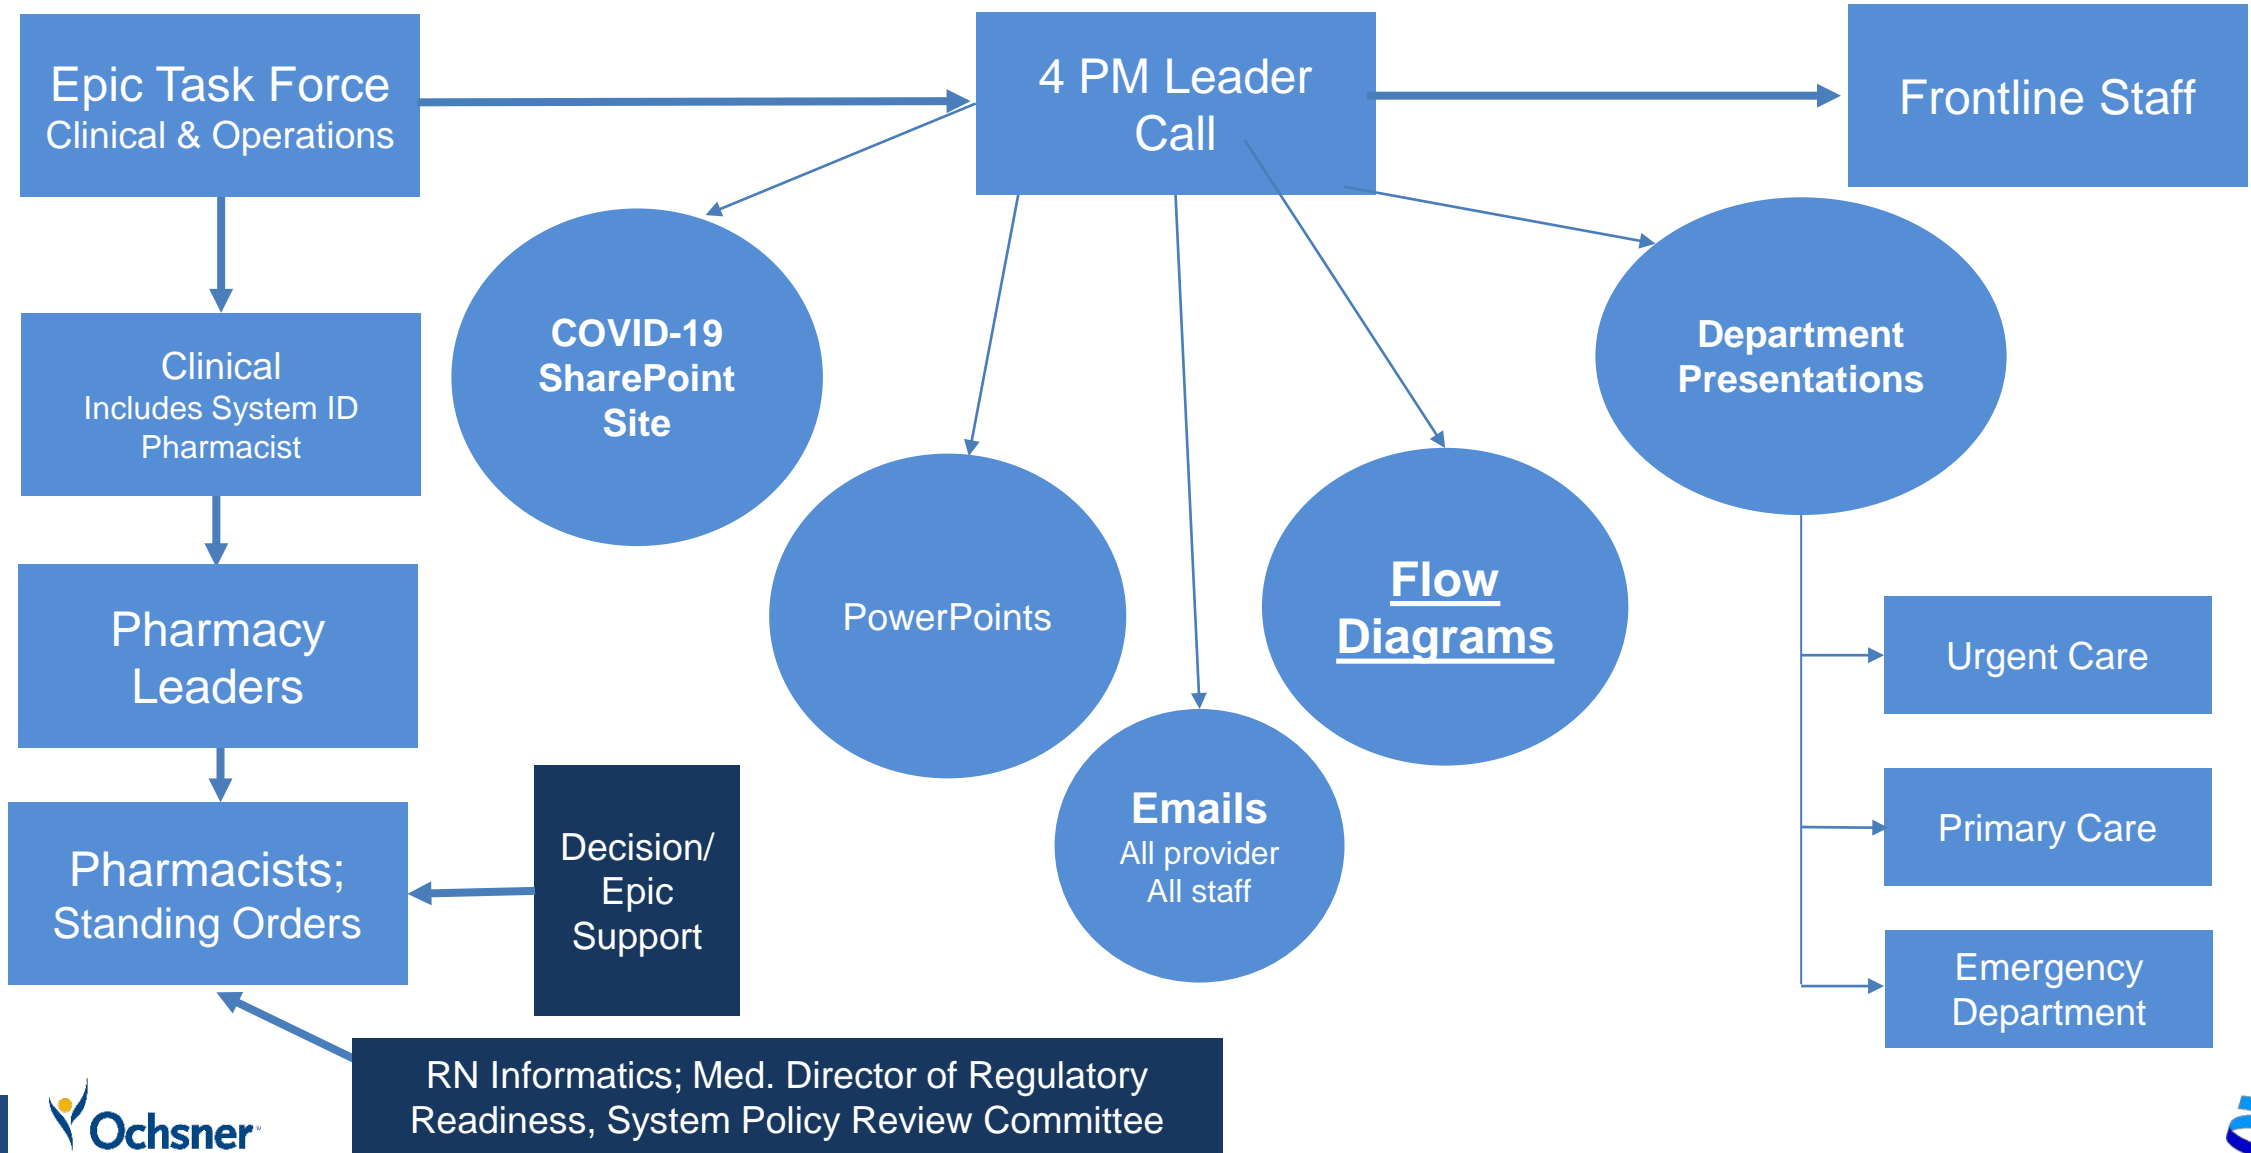 Epic Task Force
Clinical & Operations
4 PM Leader
Call
Frontline Staff
Clinical
Includes System ID
Pharmacist
COVID-19
SharePoint
Site
Department
Presentations
Pharmacy
Leaders
PowerPoints
Flow
Diagrams
Urgent Care
Pharmacists;
Standing Orders
Decision/
Epic
Support
Emails
All provider
All staff
Primary Care
Emergency
Department
RN Informatics; Med. Director of Regulatory
Readiness, System Policy Review Committee
Ochsner